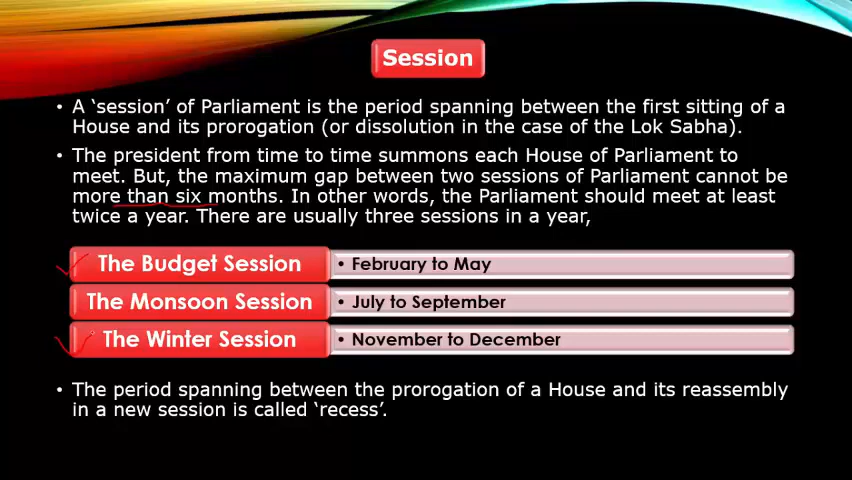 Session
• A ‘session’ of Parliament is the period spanning between the first sitting of a
House and its prorogation (or dissolution in the case of the Lok Sabha).
• The president from time to time summons each House of Parliament to
meet. But, the maximum gap between two sessions of Parliament cannot be
more than six months. In other words, the Parliament should meet at least
twice a year. There are usually three sessions in a year,
The Budget Session • February to May
The Monsoon Session • July to September
The Winter Session • November to December
• The period spanning between the prorogation of a House and its reassembly
in a new session is called ‘recess’.